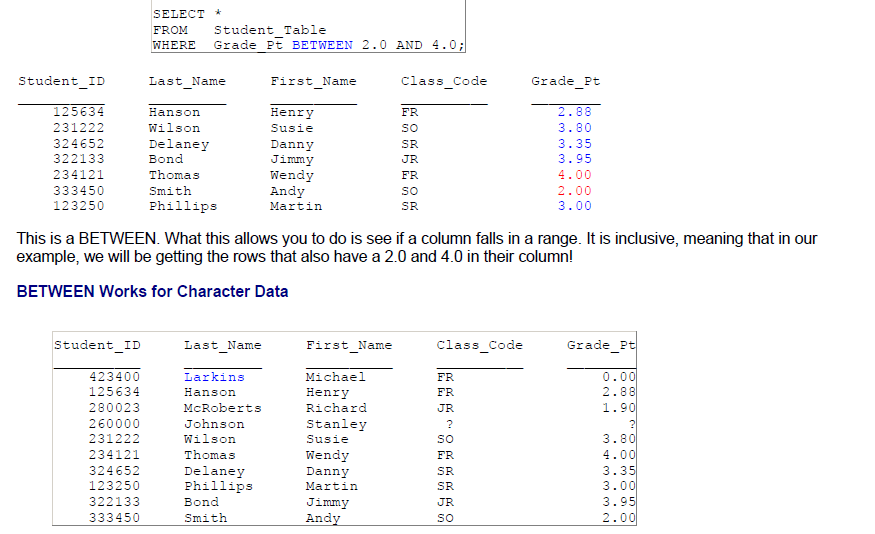 SELECT *
FROM Student_Table
WHERE Grade_Pt BETWEEN 2.0 AND 4.0;
Student_ID Last_Name First_Name Class_Code Grade_Pt
125634 Hanson Henry FR 2.88
231222 Wilson Susie SO 3.80
324652 Delaney Danny SR 3.35
322133 Bond Jimmy JR 3.95
234121 Thomas Wendy FR 4.00
333450 Smith Andy SO 2.00
123250 Phillips Martin SR 3.00
This is a BETWEEN. What this allows you to do is see if a column falls in a range. It is inclusive, meaning that in our
example, we will be getting the rows that also have a 2.0 and 4.0 in their column!
BETWEEN Works for Character Data
Student_ID Last_Name First_Name Class_Code Grade_Pt
423400 Larkins Michael FR 0.00
125634 Hanson Henry FR 2.88
280023 McRoberts Richard JR 1.90
260000 Johnson Stanley ? ?
231222 Wilson Susie SO 3.80
234121 Thomas Wendy FR 4.00
324652 Delaney Danny SR 3.35
123250 Phillips Martin SR 3.00
322133 Bond Jimmy JR 3.95
333450 Smith Andy SO 2.00